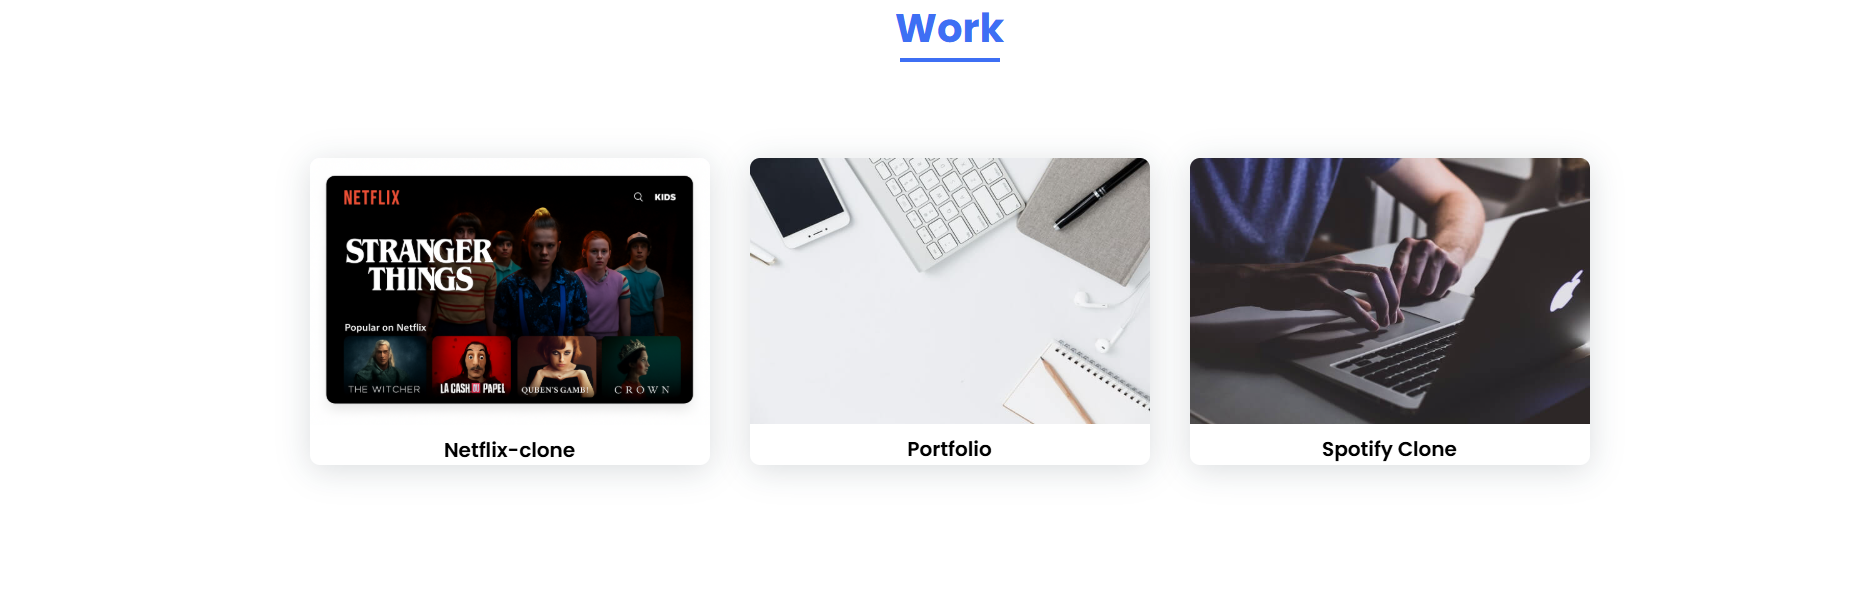 Work
NETFLIX
KIDS
STRANGER
THINGS
Popular on Netflix
THE WITCHER
LA CASA DE PAPEL
QUEEN'S GAMBIT
CROWN
Netflix-clone
Portfolio
Spotify Clone